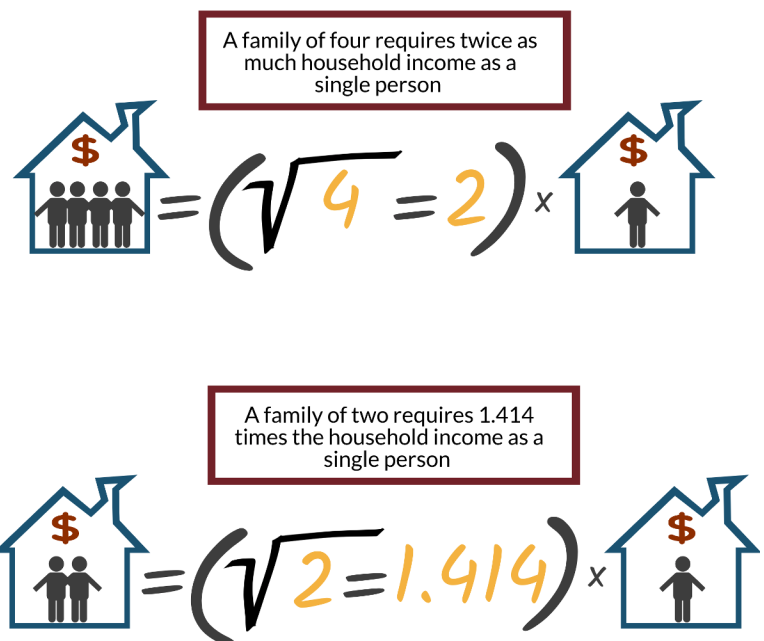 A family of four requires twice as
much household income as a
single person
$ = (√4 = 2) x $
A family of two requires 1.414
times the household income as a
single person
$ = (√2 = 1.414) x $